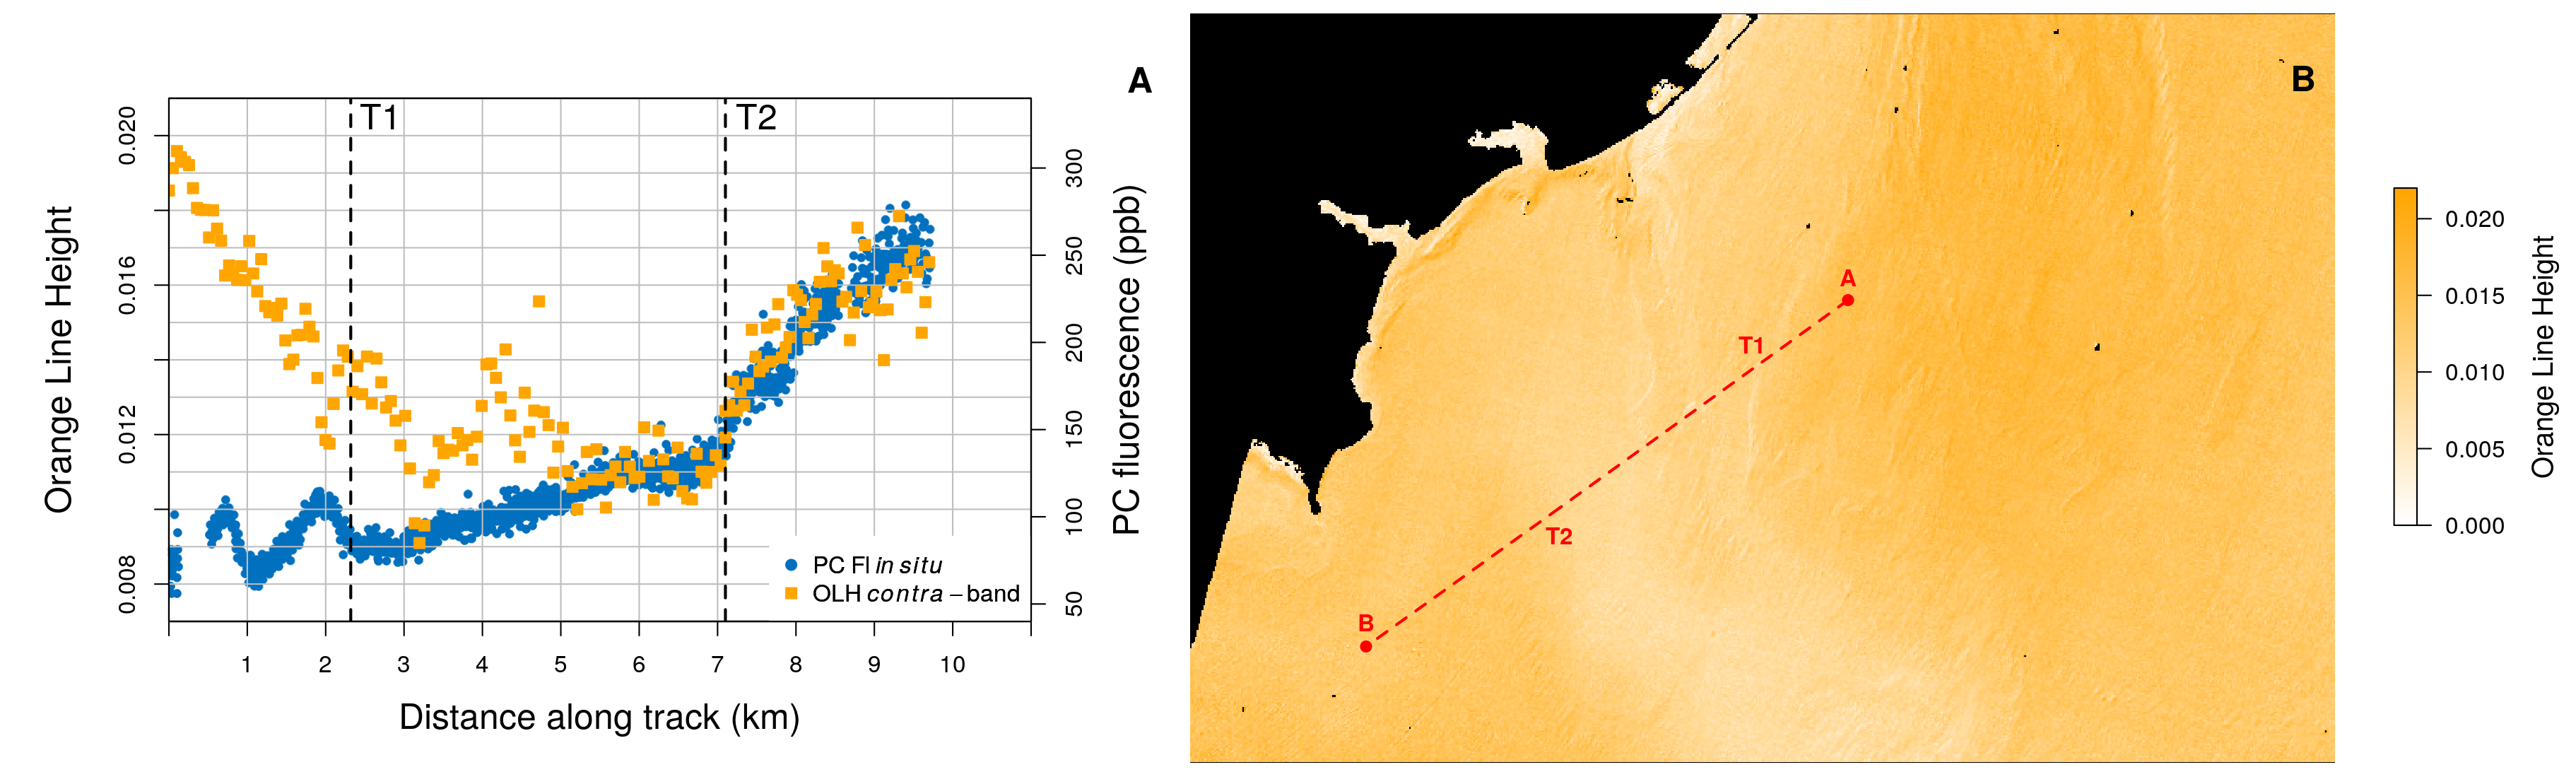 A
T1
T2
0.020
0.016
0.012
0.008
Orange Line Height
300
250
200
150
100
50
PC fluorescence (ppb)
PC Fl in situ
OLH contra − band
1 2 3 4 5 6 7 8 9 10
Distance along track (km)
B
A
T1
T2
B
0.020
0.015
0.010
0.005
0.000
Orange Line Height